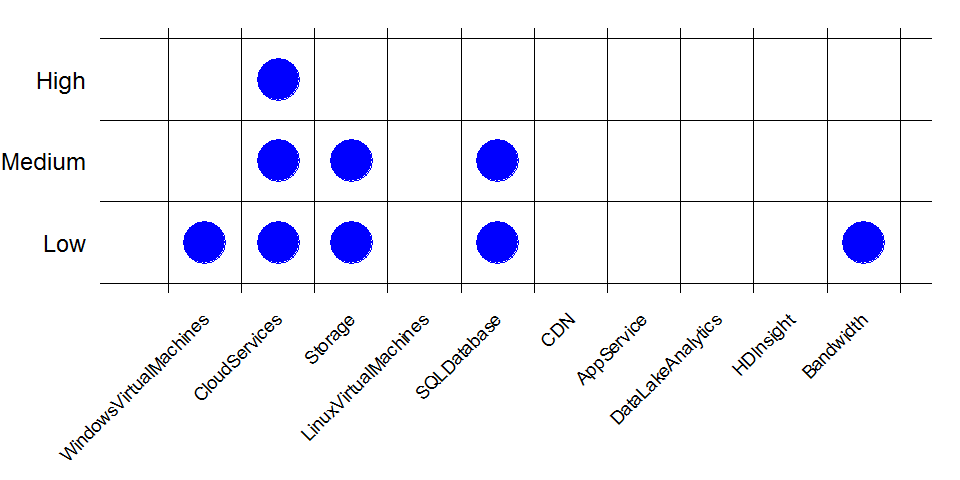 High
Medium
Low
WindowsVirtualMachines
CloudServices
Storage
LinuxVirtualMachines
SQLDatabase
CDN
AppService
DataLakeAnalytics
HDInsight
Bandwidth